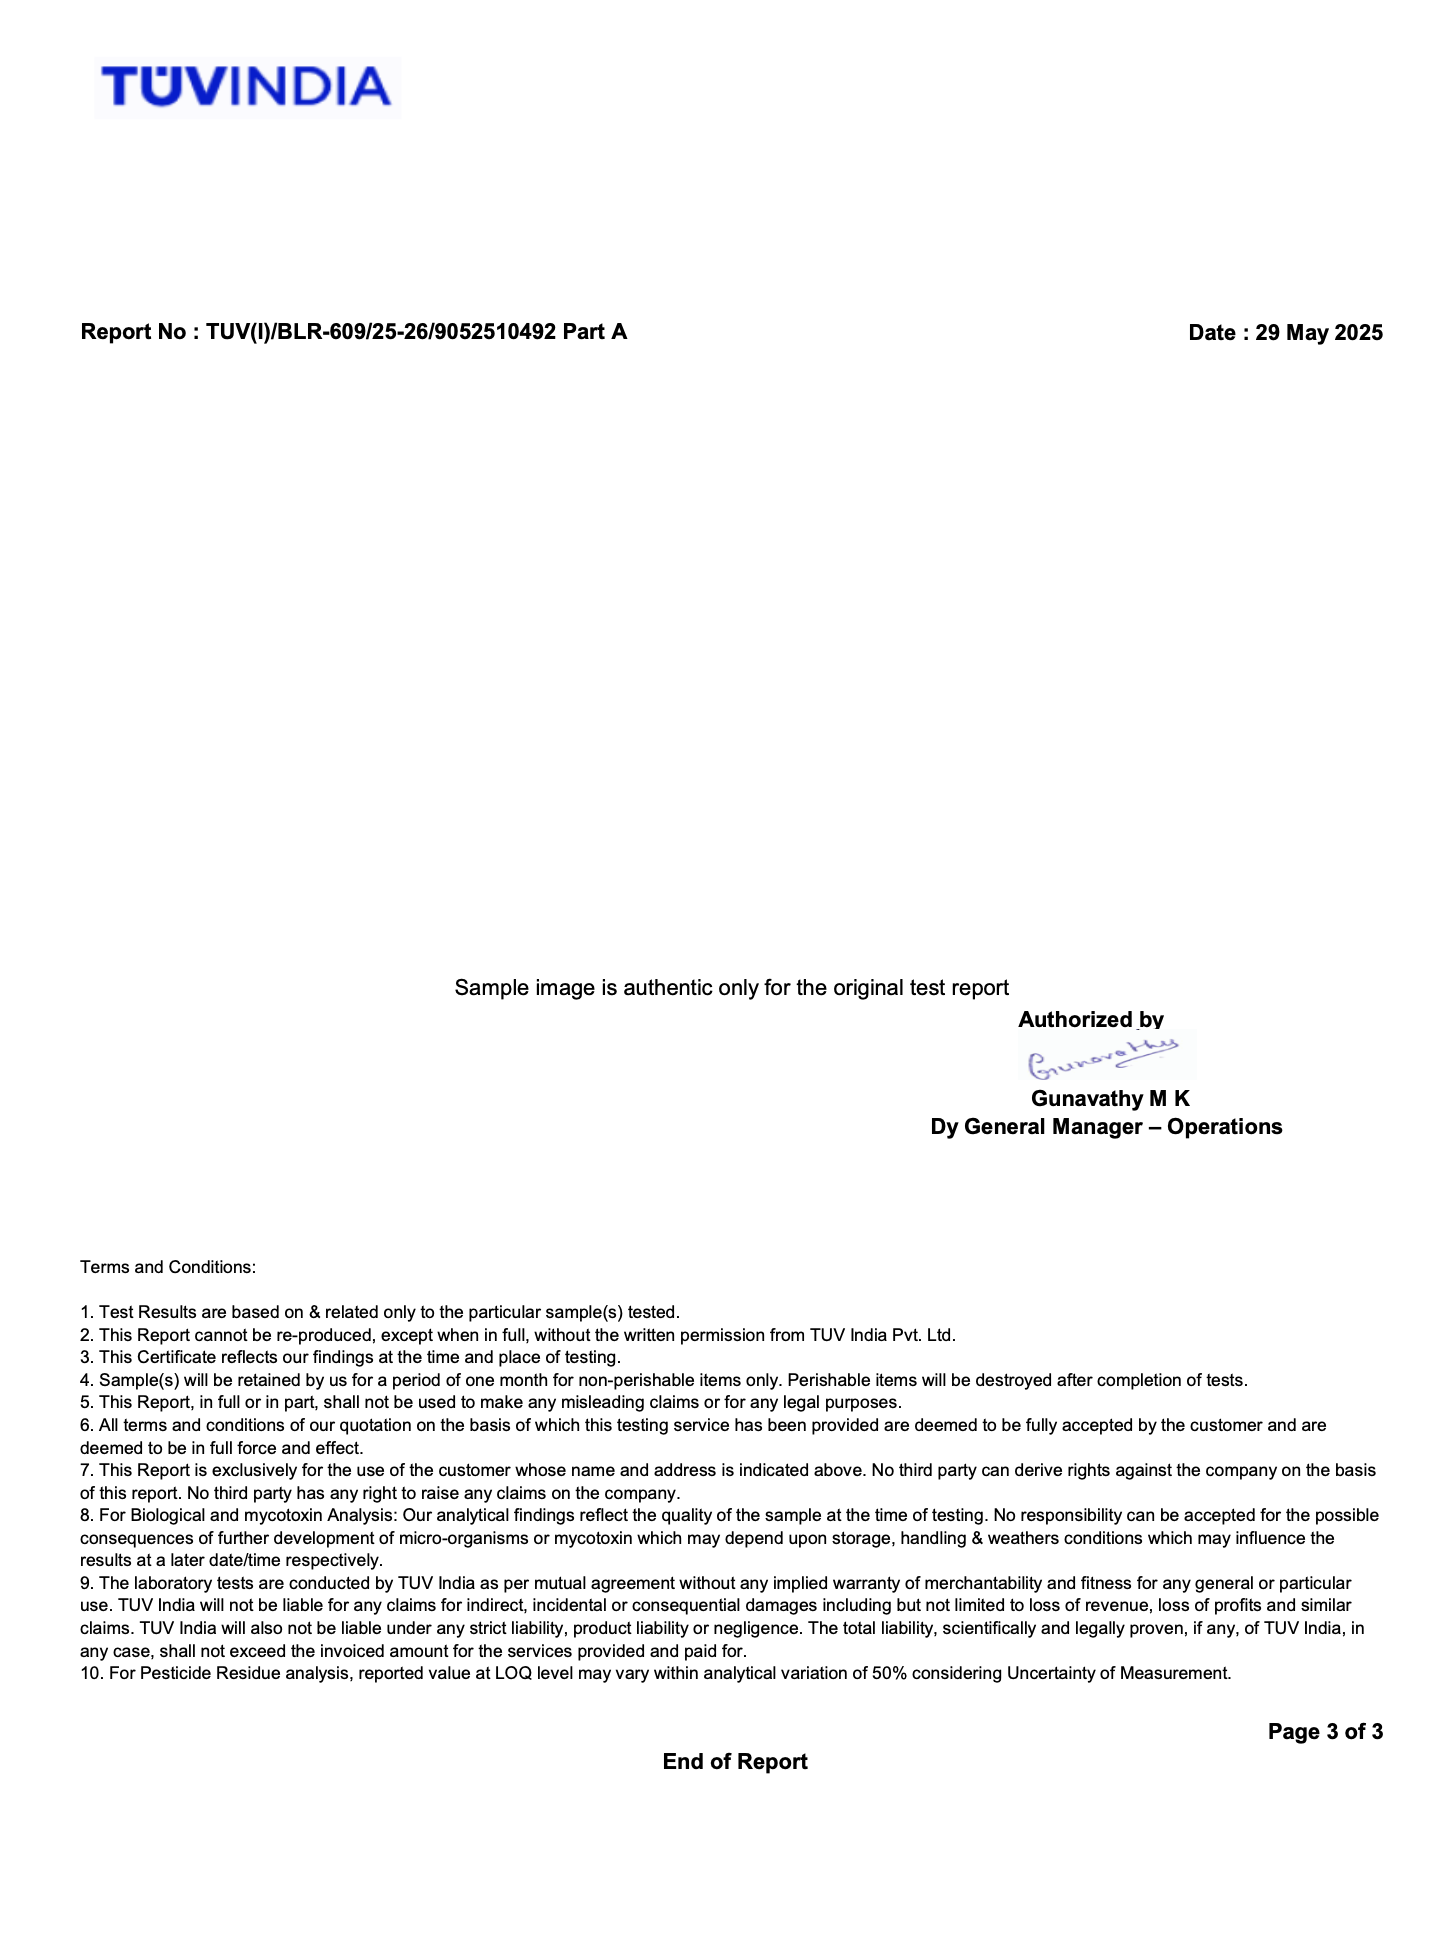 TÜVINDIA
Report No : TUV(I)/BLR-609/25-26/9052510492 Part A
Date : 29 May 2025
Sample image is authentic only for the original test report
Authorized by
Gunavathy
Gunavathy M K
Dy General Manager – Operations
Terms and Conditions:
1. Test Results are based on & related only to the particular sample(s) tested.
2. This Report cannot be re-produced, except when in full, without the written permission from TUV India Pvt. Ltd.
3. This Certificate reflects our findings at the time and place of testing.
4. Sample(s) will be retained by us for a period of one month for non-perishable items only. Perishable items will be destroyed after completion of tests.
5. This Report, in full or in part, shall not be used to make any misleading claims or for any legal purposes.
6. All terms and conditions of our quotation on the basis of which this testing service has been provided are deemed to be fully accepted by the customer and are
deemed to be in full force and effect.
7. This Report is exclusively for the use of the customer whose name and address is indicated above. No third party can derive rights against the company on the basis
of this report. No third party has any right to raise any claims on the company.
8. For Biological and mycotoxin Analysis: Our analytical findings reflect the quality of the sample at the time of testing. No responsibility can be accepted for the possible
consequences of further development of micro-organisms or mycotoxin which may depend upon storage, handling & weathers conditions which may influence the
results at a later date/time respectively.
9. The laboratory tests are conducted by TUV India as per mutual agreement without any implied warranty of merchantability and fitness for any general or particular
use. TUV India will not be liable for any claims for indirect, incidental or consequential damages including but not limited to loss of revenue, loss of profits and similar
claims. TUV India will also not be liable under any strict liability, product liability or negligence. The total liability, scientifically and legally proven, if any, of TUV India, in
any case, shall not exceed the invoiced amount for the services provided and paid for.
10. For Pesticide Residue analysis, reported value at LOQ level may vary within analytical variation of 50% considering Uncertainty of Measurement.
Page 3 of 3
End of Report